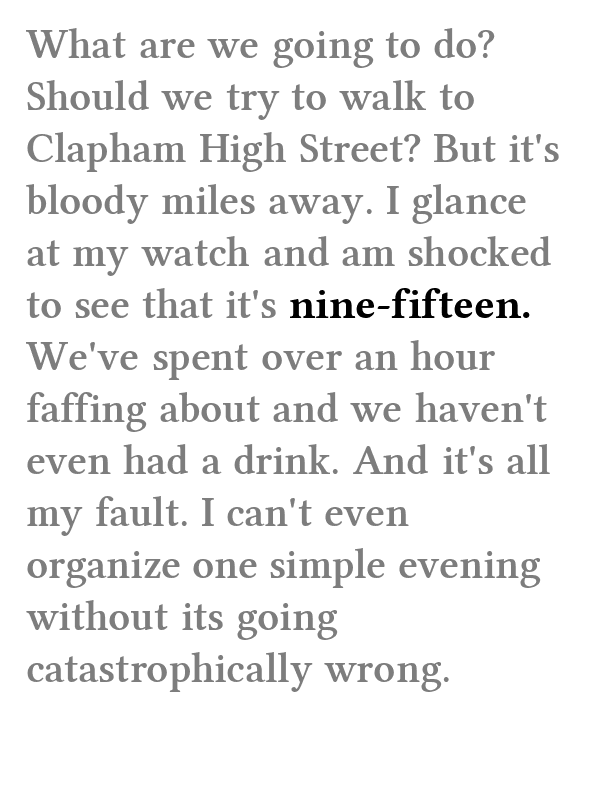 What are we going to do?
Should we try to walk to
Clapham High Street? But it's
bloody miles away. I glance
at my watch and am shocked
to see that it's nine-fifteen.
We've spent over an hour
faffing about and we haven't
even had a drink. And it's all
my fault. I can't even
organize one simple evening
without its going
catastrophically wrong.